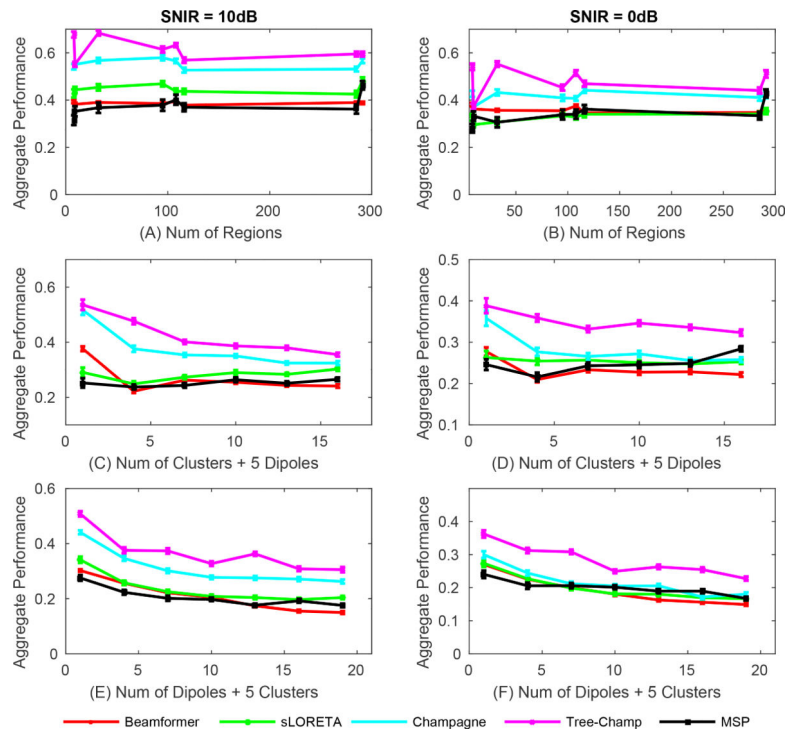 SNIR = 10dB
SNIR = 0dB
Aggregate Performance
0.6
0.4
0.2
0
0 100 200 300
(A) Num of Regions
Aggregate Performance
0.6
0.4
0.2
0
50 100 150 200 250 300
(B) Num of Regions
Aggregate Performance
0.6
0.4
0.2
0 5 10 15
(C) Num of Clusters + 5 Dipoles
Aggregate Performance
0.5
0.4
0.3
0.2
0.1
0 5 10 15
(D) Num of Clusters + 5 Dipoles
Aggregate Performance
0.6
0.4
0.2
0
0 5 10 15 20
(E) Num of Dipoles + 5 Clusters
Aggregate Performance
0.4
0.3
0.2
0.1
0
0 5 10 15 20
(F) Num of Dipoles + 5 Clusters
Beamformer sLORETA Champagne Tree-Champ MSP